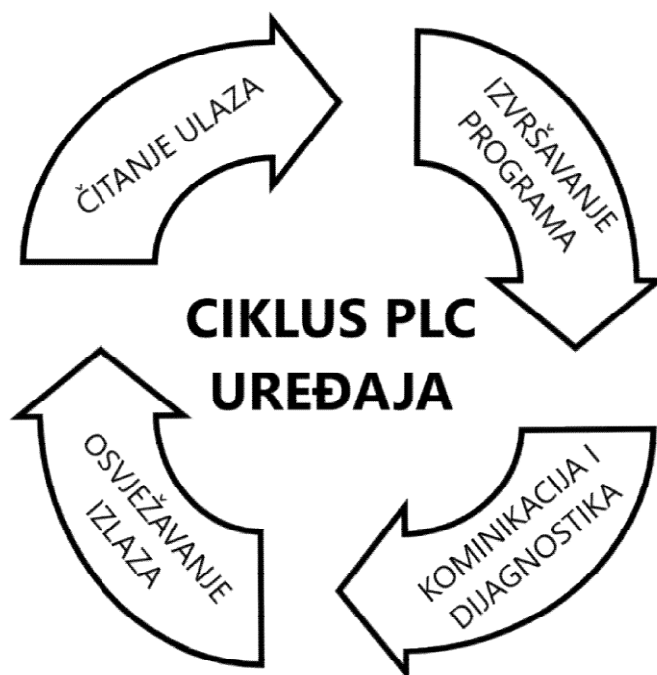 ČITANJE ULAZA
IZVRŠAVANJE
PROGRAMA
CIKLUS PLC
UREĐAJA
KOMINIKACIJA I
DIJAGNOSTIKA
OSVJEŽAVANJE
IZLAZA